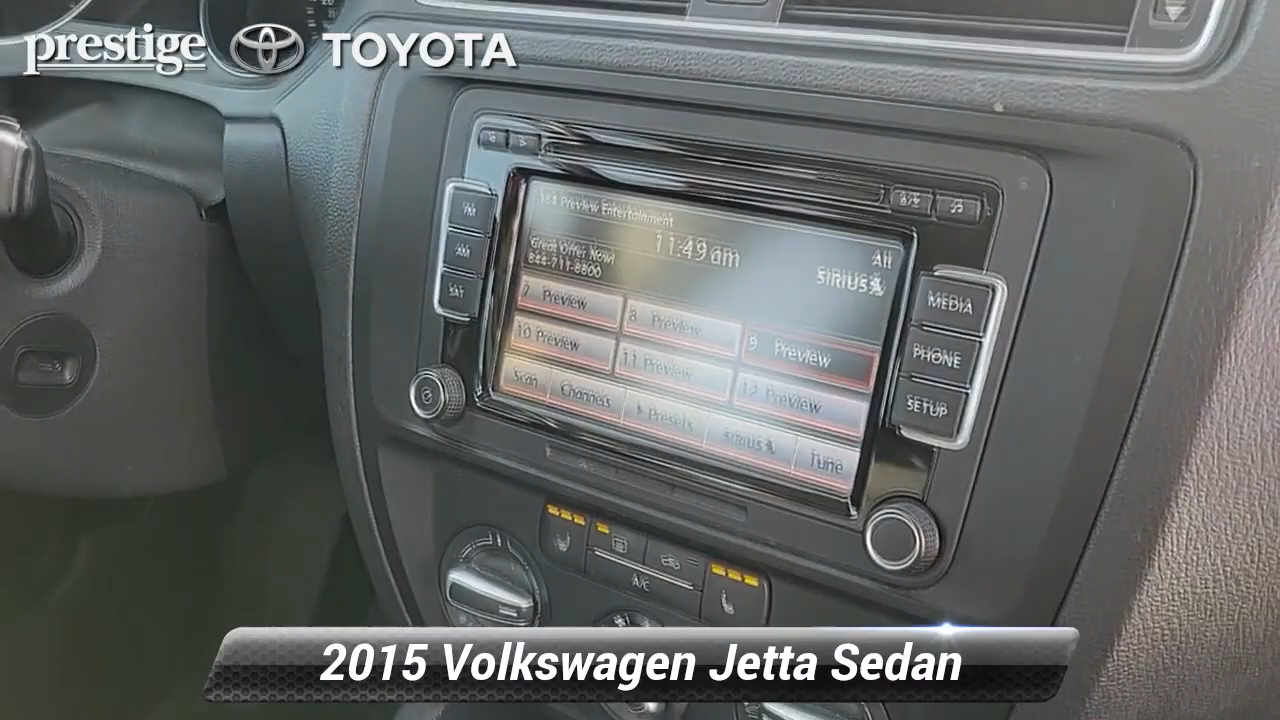 prestige TOYOTA
184 Preview Entertainment
11:49 am
All
Great Offer Now!
844-711-8800
SIRIUS
FM
AM
SAT
7 Preview
8 Preview
9 Preview
10 Preview
11 Preview
12 Preview
Scan
Channels
Presets
SIRIUS
Tune
MEDIA
PHONE
SETUP
A/C
2015 Volkswagen Jetta Sedan